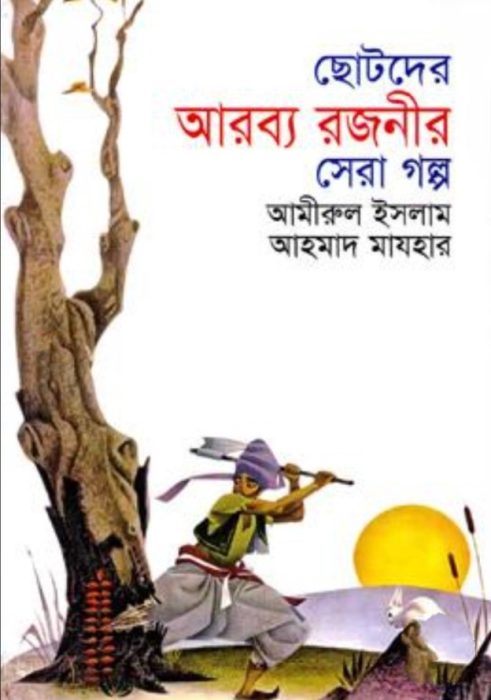 ছোটদের
আরব্য রজনীর
সেরা গল্প
আমীরুল ইসলাম
আহমাদ মাযহার